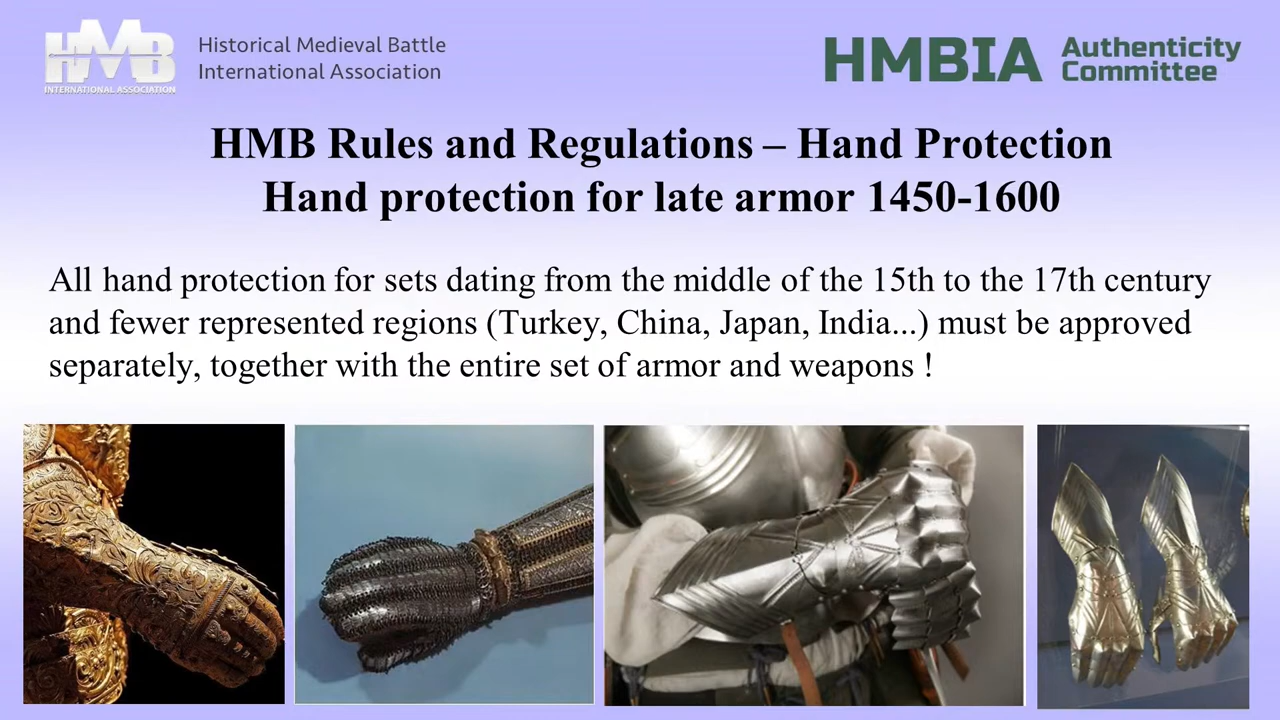 HMB
INTERNATIONAL ASSOCIATION
Historical Medieval Battle
International Association
HMBIA
Authenticity
Committee
HMB Rules and Regulations – Hand Protection
Hand protection for late armor 1450-1600
All hand protection for sets dating from the middle of the 15th to the 17th century
and fewer represented regions (Turkey, China, Japan, India...) must be approved
separately, together with the entire set of armor and weapons !